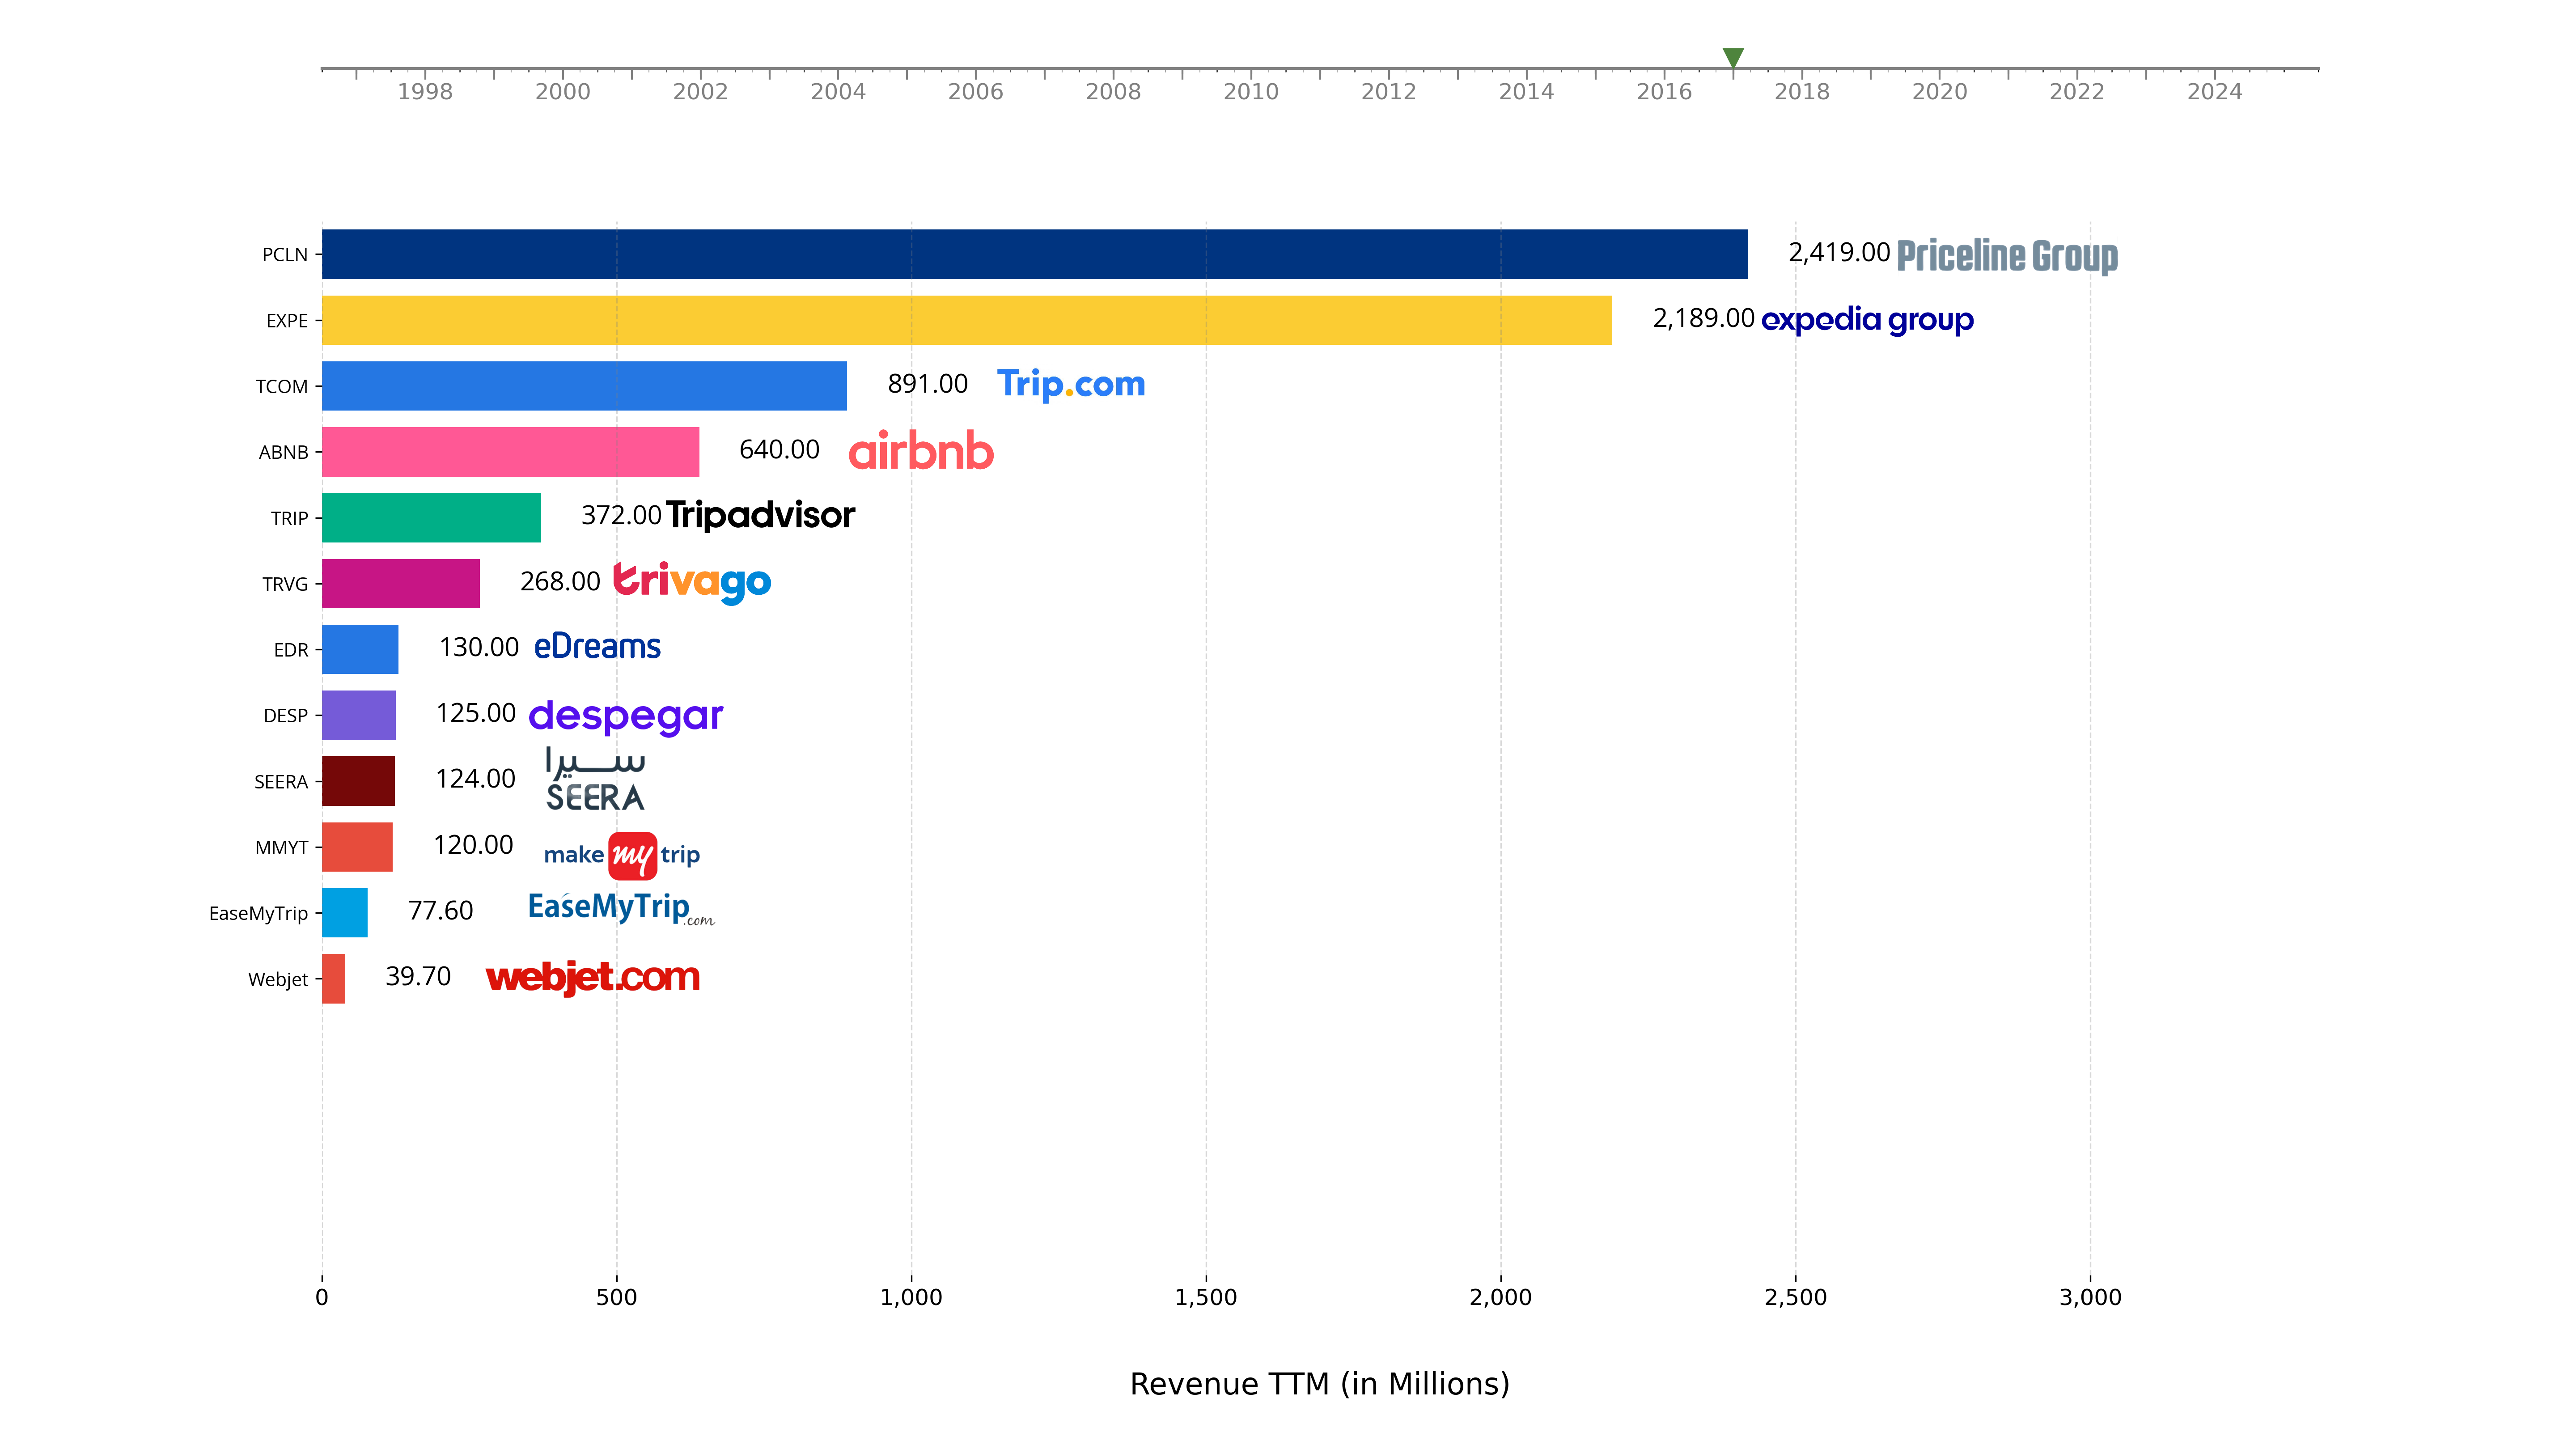 1998 2000 2002 2004 2006 2008 2010 2012 2014 2016 2018 2020 2022 2024
PCLN 2,419.00 Priceline Group
EXPE 2,189.00 expedia group
TCOM 891.00 Trip.com
ABNB 640.00 airbnb
TRIP 372.00 Tripadvisor
TRVG 268.00 trivago
EDR 130.00 eDreams
DESP 125.00 despegar
سيرا
SEERA 124.00 SEERA
MMYT 120.00 make my trip
EaseMyTrip 77.60 EaseMyTrip.com
Webjet 39.70 webjet.com
0 500 1,000 1,500 2,000 2,500 3,000
Revenue TTM (in Millions)